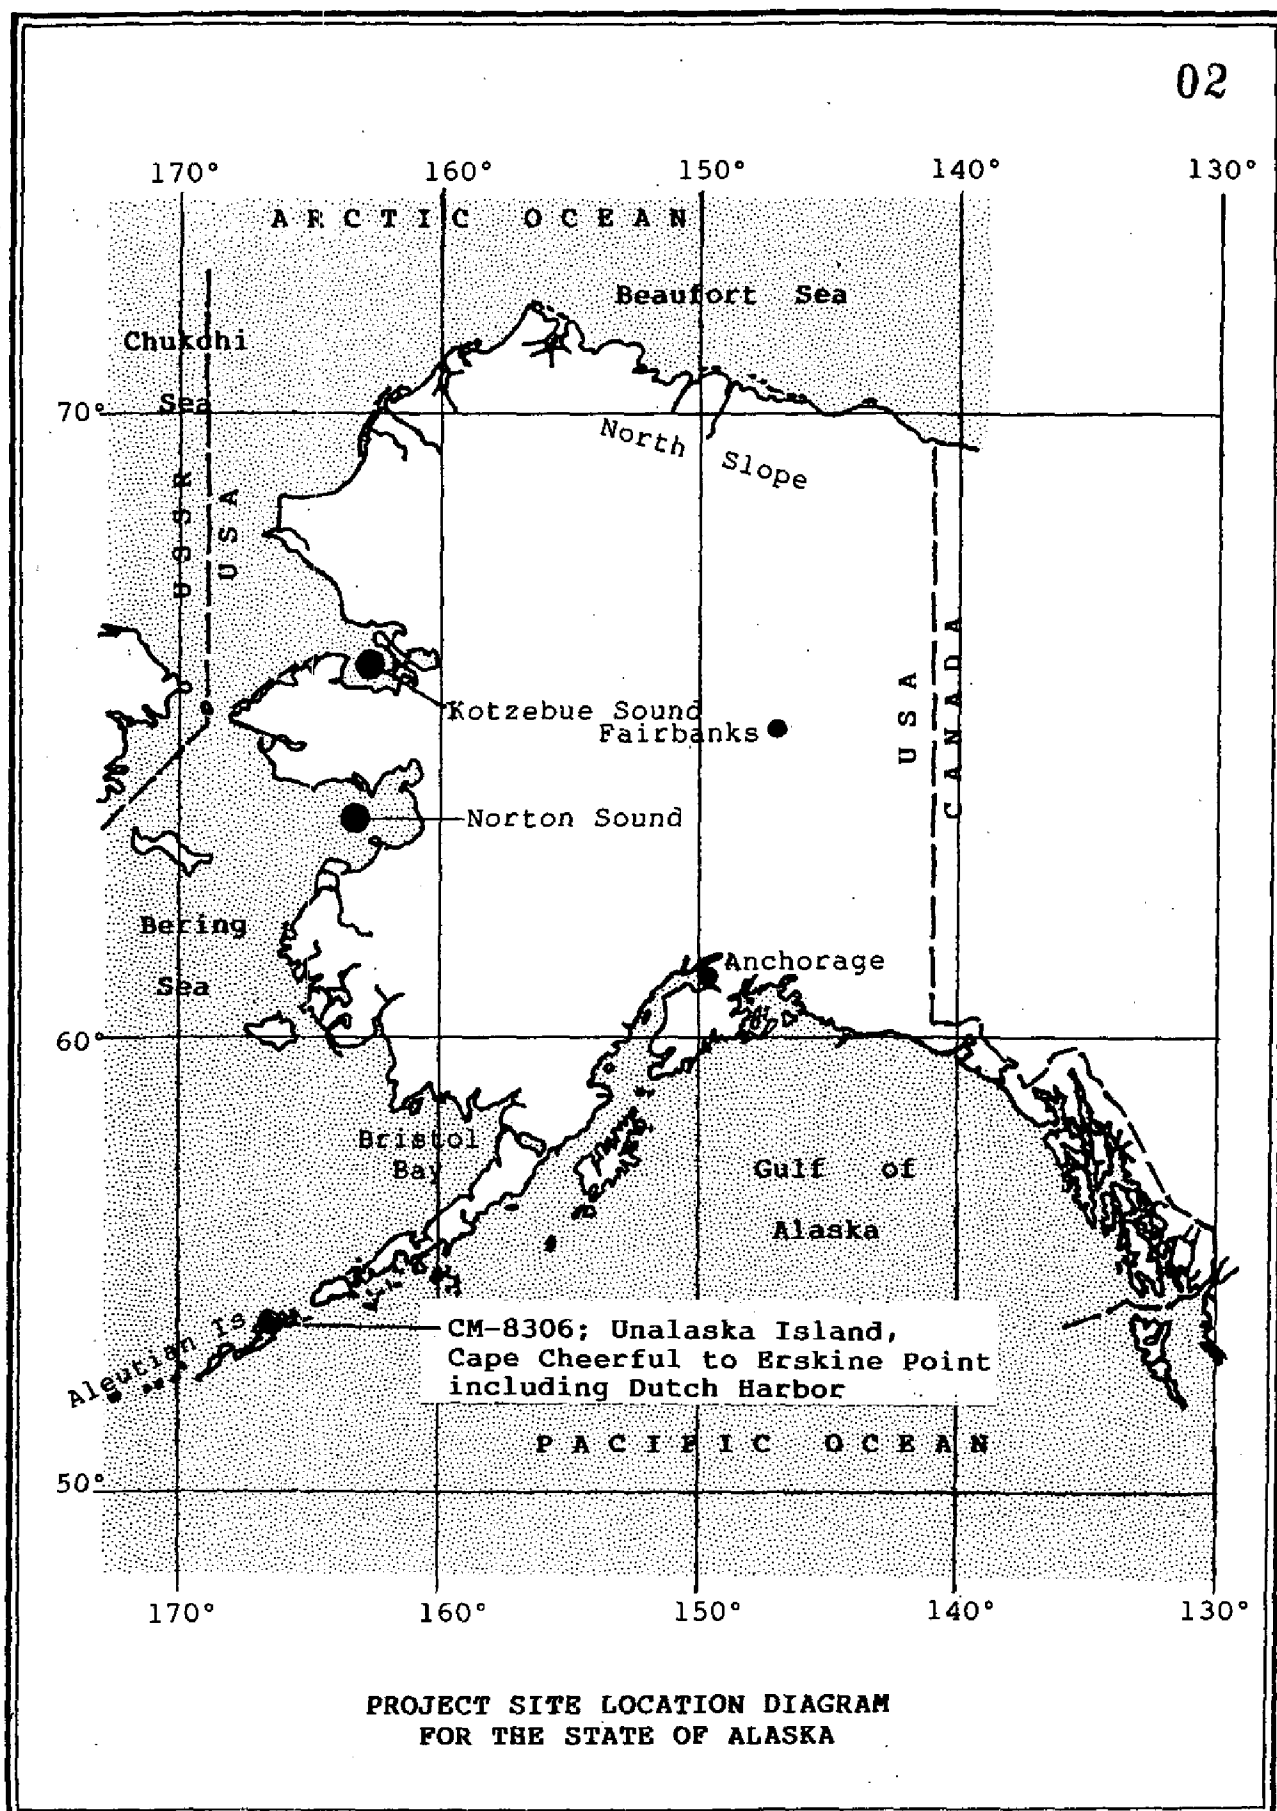 02
170° 160° 150° 140° 130°
ARCTIC OCEAN
Beaufort Sea
Chukchi
Sea
70°
North Slope
USSR
USA
Kotzebue Sound
Fairbanks
USA
CANADA
Norton Sound
Bering
Sea
Anchorage
60°
Bristol
Bay
Gulf of
Alaska
Aleutian Is
CM-8306; Unalaska Island,
Cape Cheerful to Erskine Point
including Dutch Harbor
PACIFIC OCEAN
50°
170° 160° 150° 140° 130°
PROJECT SITE LOCATION DIAGRAM
FOR THE STATE OF ALASKA